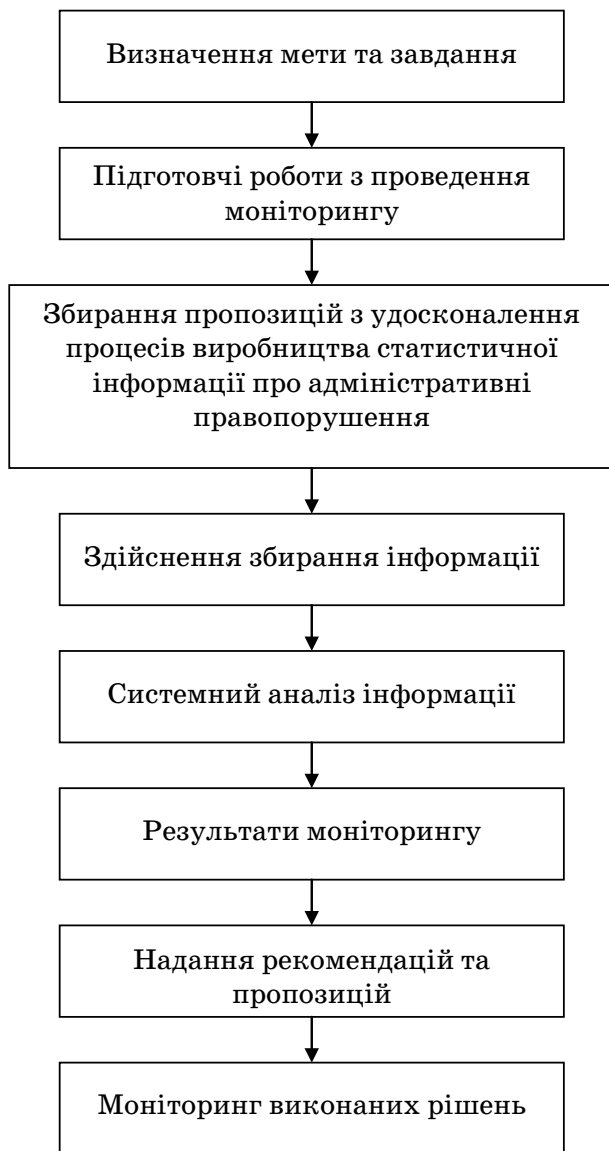 Визначення мети та завдання
Підготовчі роботи з проведення
моніторингу
Збирання пропозицій з удосконалення
процесів виробництва статистичної
інформації про адміністративні
правопорушення
Здійснення збирання інформації
Системний аналіз інформації
Результати моніторингу
Надання рекомендацій та
пропозицій
Моніторинг виконаних рішень